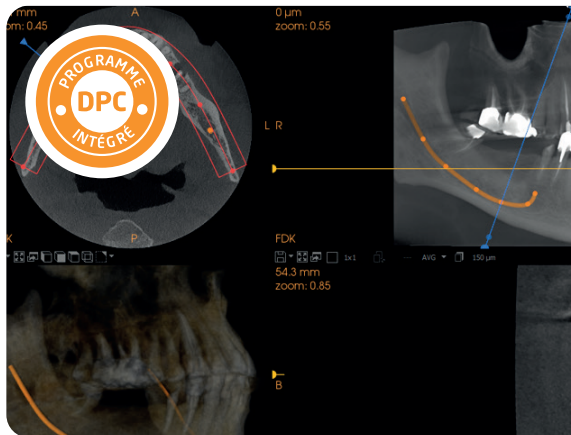 mm
zoom: 0.45
A
PROGRAMME
DPC
INTÉGRÉ
L
P
0 µm
zoom: 0.55
R
FDK
1x1
AVG
150 µm
54.3 mm
zoom: 0.85
B